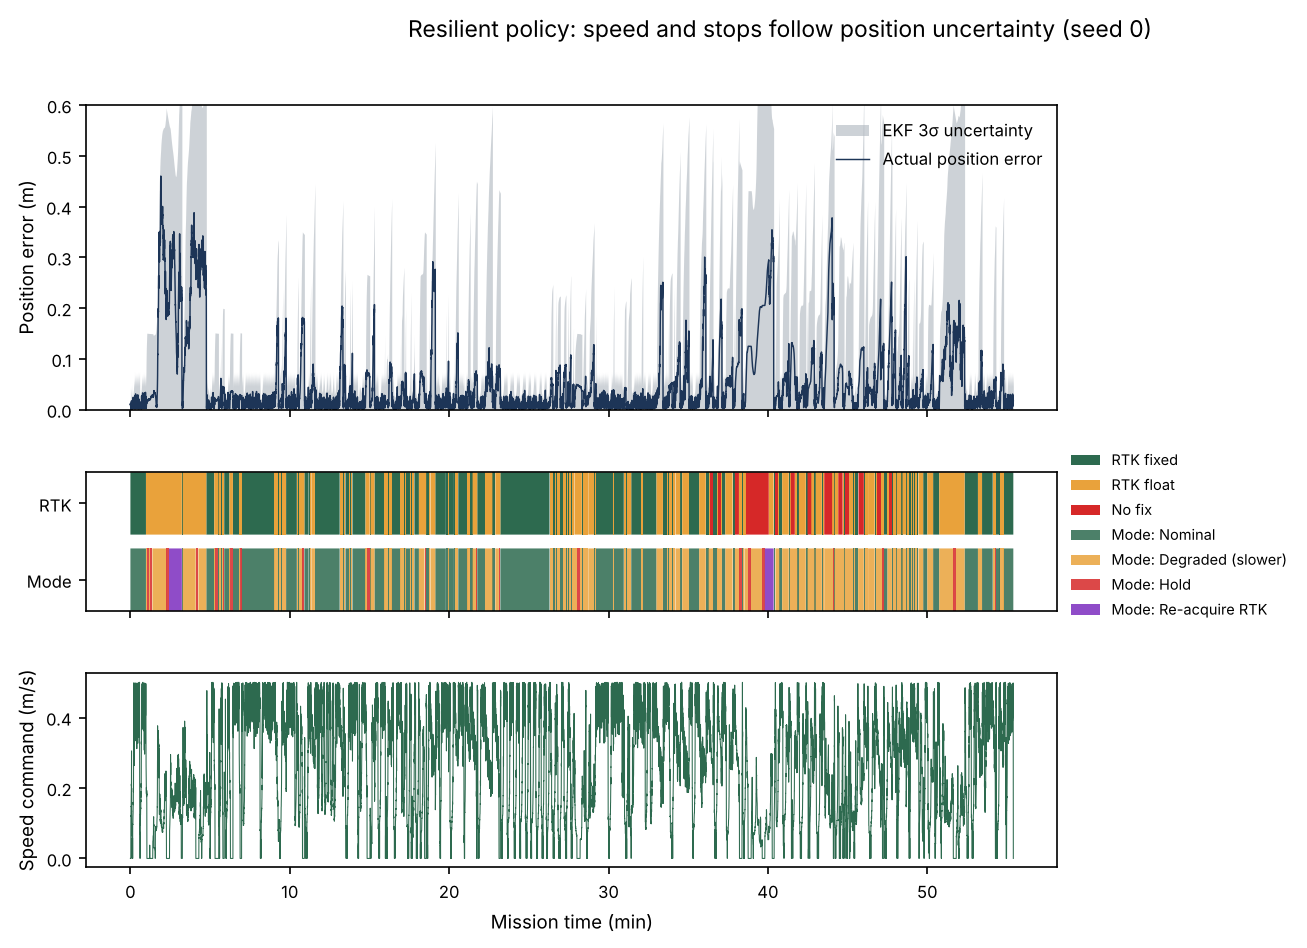 Resilient policy: speed and stops follow position uncertainty (seed 0)
Position error (m)
0.6
0.5
0.4
0.3
0.2
0.1
0.0
EKF 3σ uncertainty
Actual position error
RTK
Mode
RTK fixed
RTK float
No fix
Mode: Nominal
Mode: Degraded (slower)
Mode: Hold
Mode: Re-acquire RTK
Speed command (m/s)
0.4
0.2
0.0
0 10 20 30 40 50
Mission time (min)